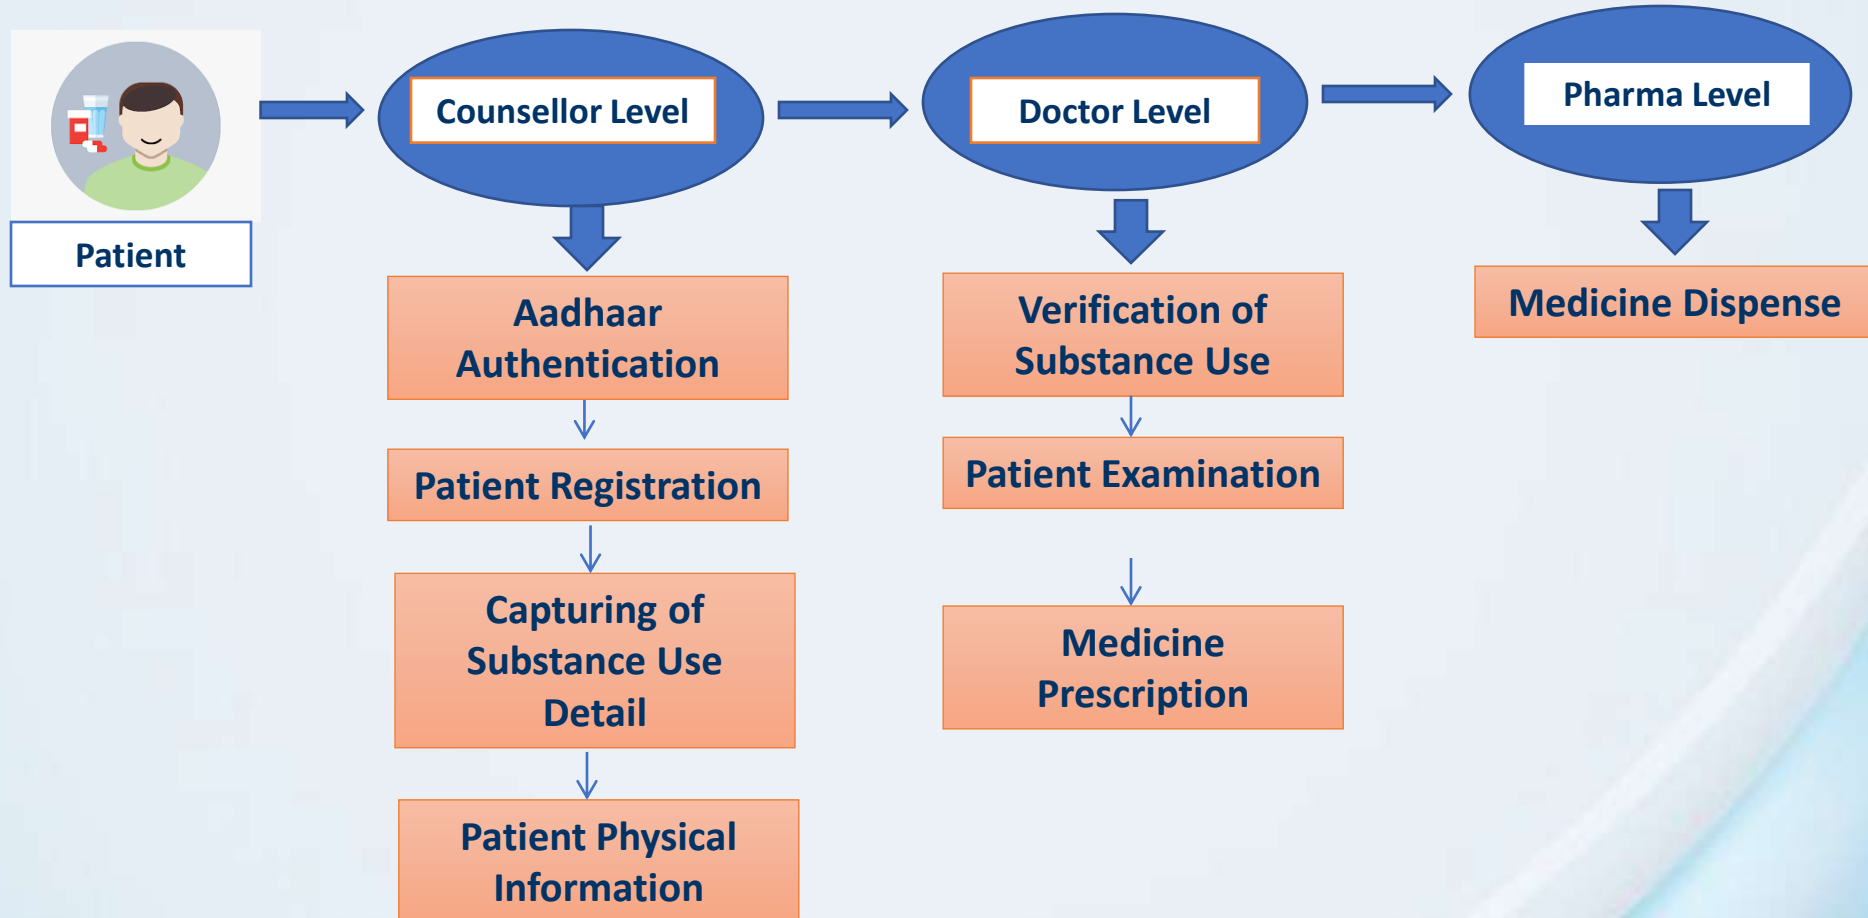 Patient
Counsellor Level
Aadhaar
Authentication
Patient Registration
Capturing of
Substance Use
Detail
Patient Physical
Information
Doctor Level
Verification of
Substance Use
Patient Examination
Medicine
Prescription
Pharma Level
Medicine Dispense